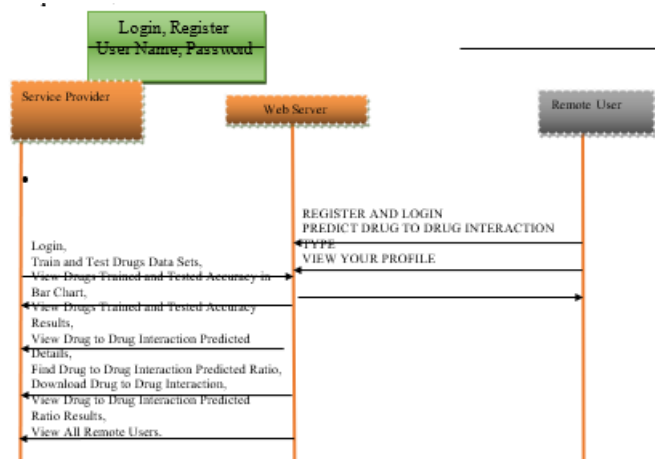 Login, Register
User Name, Password
Service Provider
Web Server
Remote User
REGISTER AND LOGIN
PREDICT DRUG TO DRUG INTERACTION
TYPE
VIEW YOUR PROFILE
Login,
Train and Test Drugs Data Sets,
View Drugs Trained and Tested Accuracy in
Bar Chart,
View Drugs Trained and Tested Accuracy
Results,
View Drug to Drug Interaction Predicted
Details,
Find Drug to Drug Interaction Predicted Ratio,
Download Drug to Drug Interaction,
View Drug to Drug Interaction Predicted
Ratio Results,
View All Remote Users.